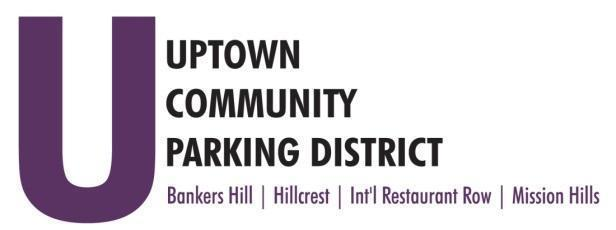 U
UPTOWN
COMMUNITY
PARKING DISTRICT
Bankers Hill | Hillcrest | Int'l Restaurant Row | Mission Hills